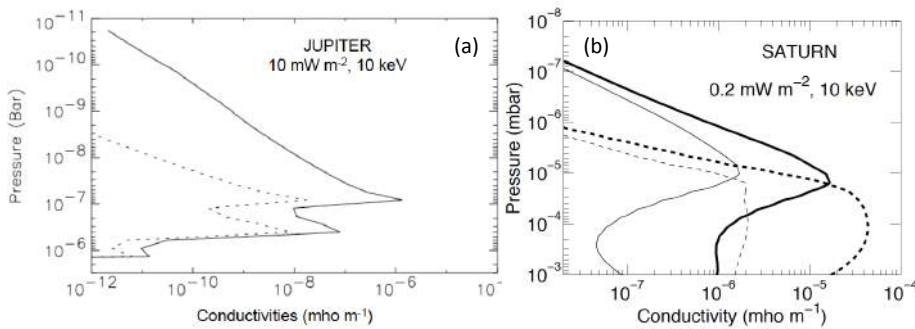 JUPITER
10 mW m⁻², 10 keV
(a)
Pressure (Bar)
10⁻¹¹
10⁻¹⁰
10⁻⁹
10⁻⁸
10⁻⁷
10⁻⁶
10⁻¹² 10⁻¹⁰ 10⁻⁸ 10⁻⁶ 10⁻
Conductivities (mho m⁻¹)
(b)
SATURN
0.2 mW m⁻², 10 keV
Pressure (mbar)
10⁻⁸
10⁻⁷
10⁻⁶
10⁻⁵
10⁻⁴
10⁻³
10⁻⁷ 10⁻⁶ 10⁻⁵ 10⁻⁴
Conductivity (mho m⁻¹)